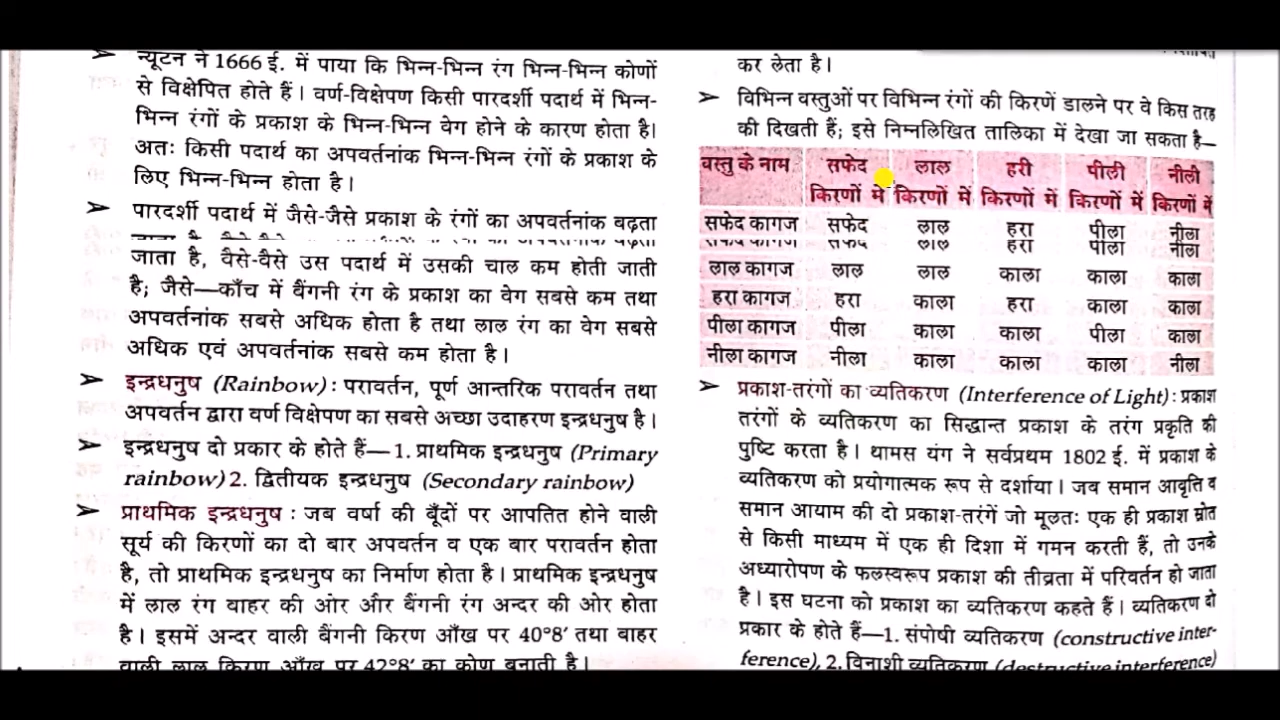 ➤ न्यूटन ने 1666 ई. में पाया कि भिन्न-भिन्न रंग भिन्न-भिन्न कोणों
से विक्षेपित होते हैं। वर्ण-विक्षेपण किसी पारदर्शी पदार्थ में भिन्न-
भिन्न रंगों के प्रकाश के भिन्न-भिन्न वेग होने के कारण होता है।
अतः किसी पदार्थ का अपवर्तनांक भिन्न-भिन्न रंगों के प्रकाश के
लिए भिन्न-भिन्न होता है।
➤ पारदर्शी पदार्थ में जैसे-जैसे प्रकाश के रंगों का अपवर्तनांक बढ़ता
जाता है, वैसे-वैसे उस पदार्थ में उसकी चाल कम होती जाती
है; जैसे—काँच में बैंगनी रंग के प्रकाश का वेग सबसे कम तथा
अपवर्तनांक सबसे अधिक होता है तथा लाल रंग का वेग सबसे
अधिक एवं अपवर्तनांक सबसे कम होता है।
➤ इन्द्रधनुष (Rainbow) : परावर्तन, पूर्ण आन्तरिक परावर्तन तथा
अपवर्तन द्वारा वर्ण विक्षेपण का सबसे अच्छा उदाहरण इन्द्रधनुष है।
➤ इन्द्रधनुष दो प्रकार के होते हैं— 1. प्राथमिक इन्द्रधनुष (Primary
rainbow) 2. द्वितीयक इन्द्रधनुष (Secondary rainbow)
➤ प्राथमिक इन्द्रधनुष : जब वर्षा की बूँदों पर आपतित होने वाली
सूर्य की किरणों का दो बार अपवर्तन व एक बार परावर्तन होता
है, तो प्राथमिक इन्द्रधनुष का निर्माण होता है। प्राथमिक इन्द्रधनुष
में लाल रंग बाहर की ओर और बैंगनी रंग अन्दर की ओर होता
है। इसमें अन्दर वाली बैंगनी किरण आँख पर 40°8′ तथा बाहर
वाली लाल किरण आँख पर 42°8′ का कोण बनाती है।
कर लेता है।
➤ विभिन्न वस्तुओं पर विभिन्न रंगों की किरणें डालने पर वे किस तरह
की दिखती हैं; इसे निम्नलिखित तालिका में देखा जा सकता है—
वस्तु के नाम सफेद लाल हरी पीली नीली
किरणों में किरणों में किरणों में किरणों में किरणों में
सफेद कागज सफेद लाल हरा पीला नीला
लाल कागज लाल लाल काला काला काला
हरा कागज हरा काला हरा काला काला
पीला कागज पीला काला काला पीला काला
नीला कागज नीला काला काला काला नीला
➤ प्रकाश-तरंगों का व्यतिकरण (Interference of Light) : प्रकाश
तरंगों के व्यतिकरण का सिद्धान्त प्रकाश के तरंग प्रकृति की
पुष्टि करता है। थामस यंग ने सर्वप्रथम 1802 ई. में प्रकाश के
व्यतिकरण को प्रयोगात्मक रूप से दर्शाया। जब समान आवृति व
समान आयाम की दो प्रकाश-तरंगें जो मूलतः एक ही प्रकाश स्रोत
से किसी माध्यम में एक ही दिशा में गमन करती हैं, तो उनके
अध्यारोपण के फलस्वरूप प्रकाश की तीव्रता में परिवर्तन हो जाता
है। इस घटना को प्रकाश का व्यतिकरण कहते हैं। व्यतिकरण दो
प्रकार के होते हैं—1. संपोषी व्यतिकरण (constructive inter-
ference), 2. विनाशी व्यतिकरण (destructive interference)